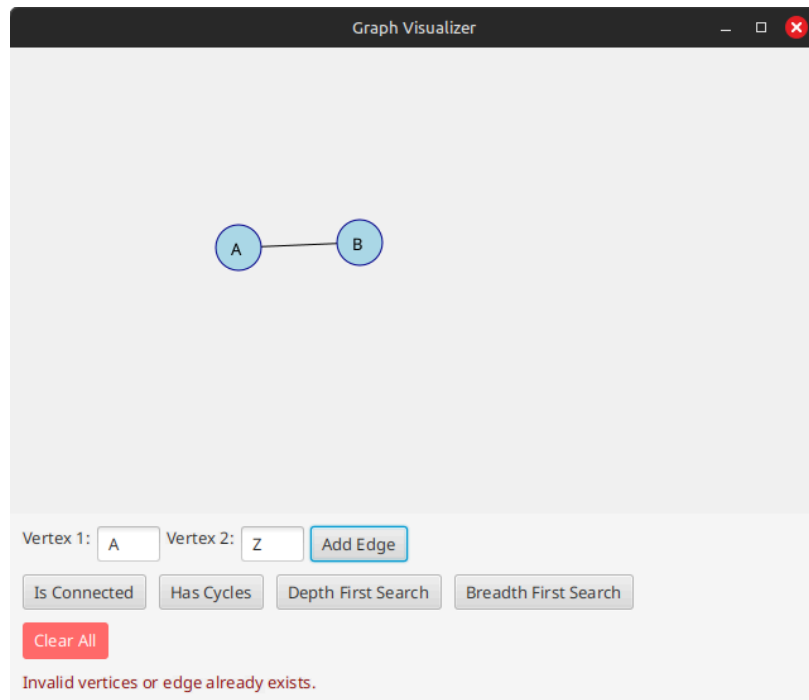 Graph Visualizer
A
B
Vertex 1: A Vertex 2: Z Add Edge
Is Connected Has Cycles Depth First Search Breadth First Search
Clear All
Invalid vertices or edge already exists.